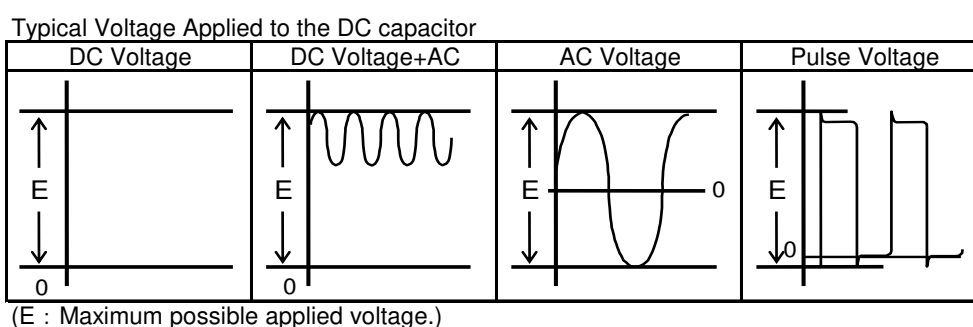 Typical Voltage Applied to the DC capacitor
DC Voltage DC Voltage+AC AC Voltage Pulse Voltage
E E E 0 E
0 0 0
(E : Maximum possible applied voltage.)